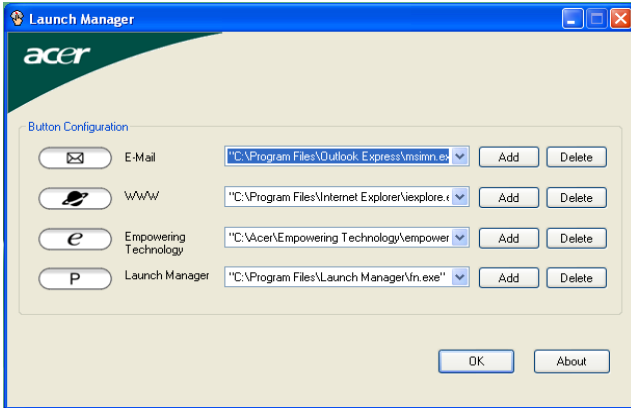 Launch Manager
acer
Button Configuration
E-Mail "C:\Program Files\Outlook Express\msimn.ex Add Delete
WWW "C:\Program Files\Internet Explorer\iexplore.e Add Delete
e Empowering Technology "C:\Acer\Empowering Technology\empower Add Delete
P Launch Manager "C:\Program Files\Launch Manager\fn.exe" Add Delete
OK About